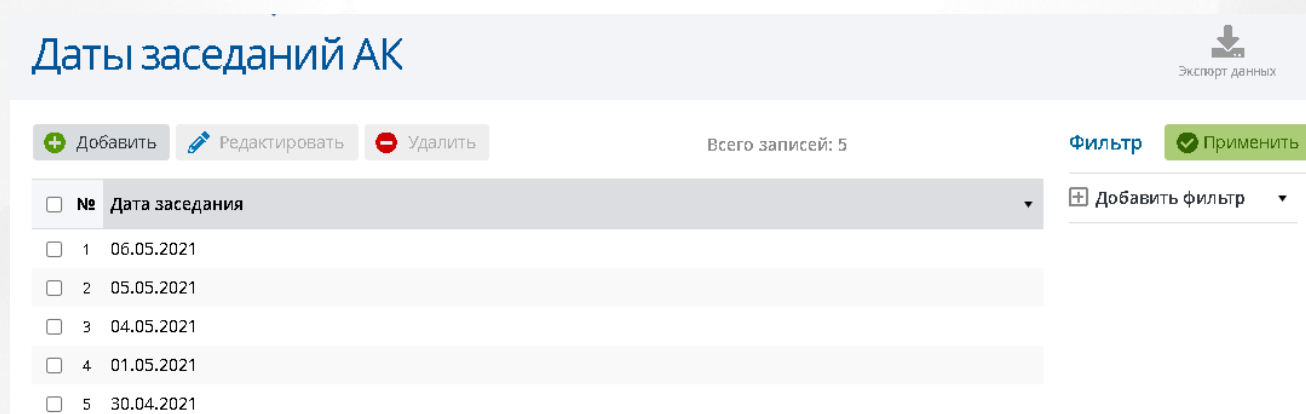 Даты заседаний АК
Экспорт данных
Добавить Редактировать Удалить Всего записей: 5 Фильтр Применить
№ Дата заседания Добавить фильтр
1 06.05.2021
2 05.05.2021
3 04.05.2021
4 01.05.2021
5 30.04.2021